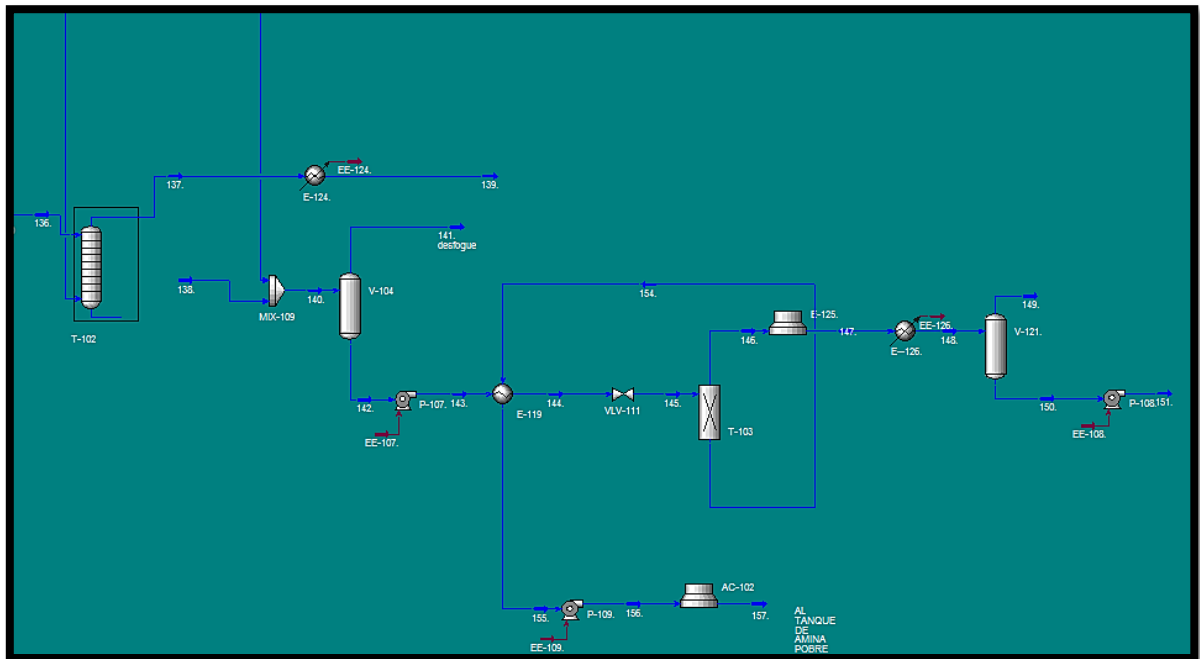 EE-124.
137.
139.
E-124.
136.
141.
desfogue
138.
140.
V-104
MIX-109
154.
T-102
149.
E-125.
EE-126.
V-121.
146.
147.
148.
E--126.
142.
P-107.
143.
E-119
144.
VLV-111
145.
T-103
150.
P-108.
151.
EE-107.
EE-108.
AC-102
155.
P-109.
156.
157.
EE-109.
AL
TANQUE
DE
AMINA
POBRE